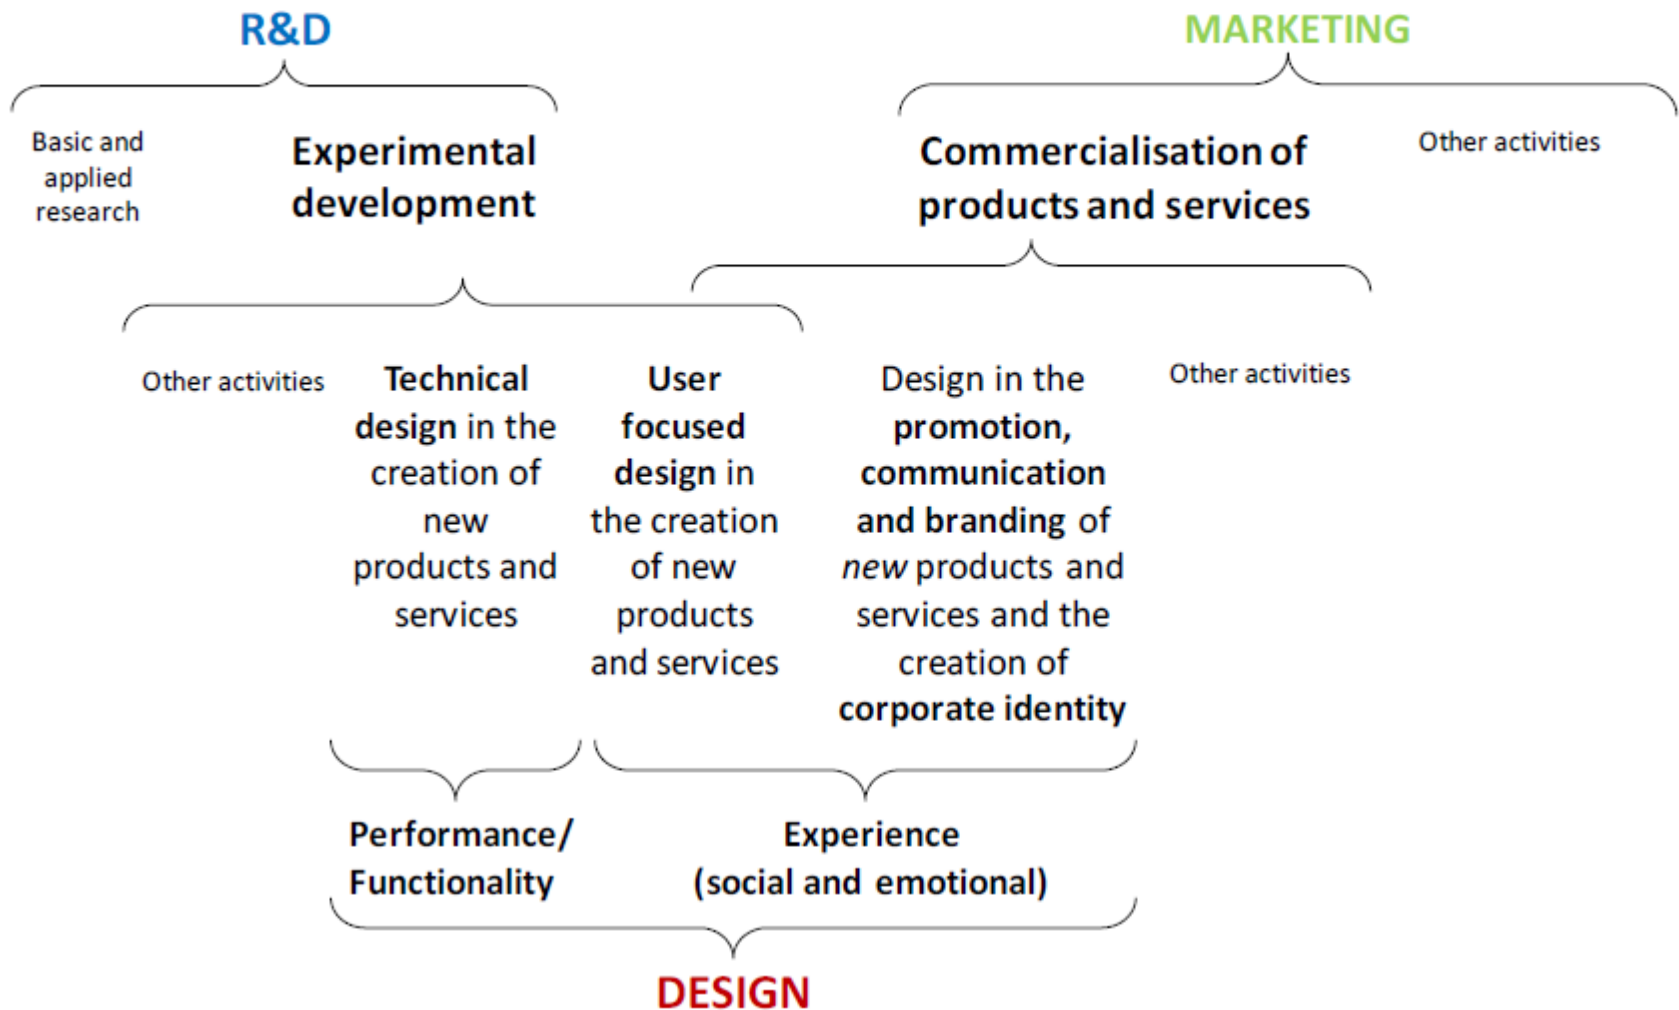 R&D
MARKETING
Basic and
applied
research
Experimental
development
Commercialisation of
products and services
Other activities
Other activities
Technical
design in the
creation of
new
products and
services
User
focused
design in
the creation
of new
products
and services
Design in the
promotion,
communication
and branding of
new products and
services and the
creation of
corporate identity
Other activities
Performance/
Functionality
Experience
(social and emotional)
DESIGN